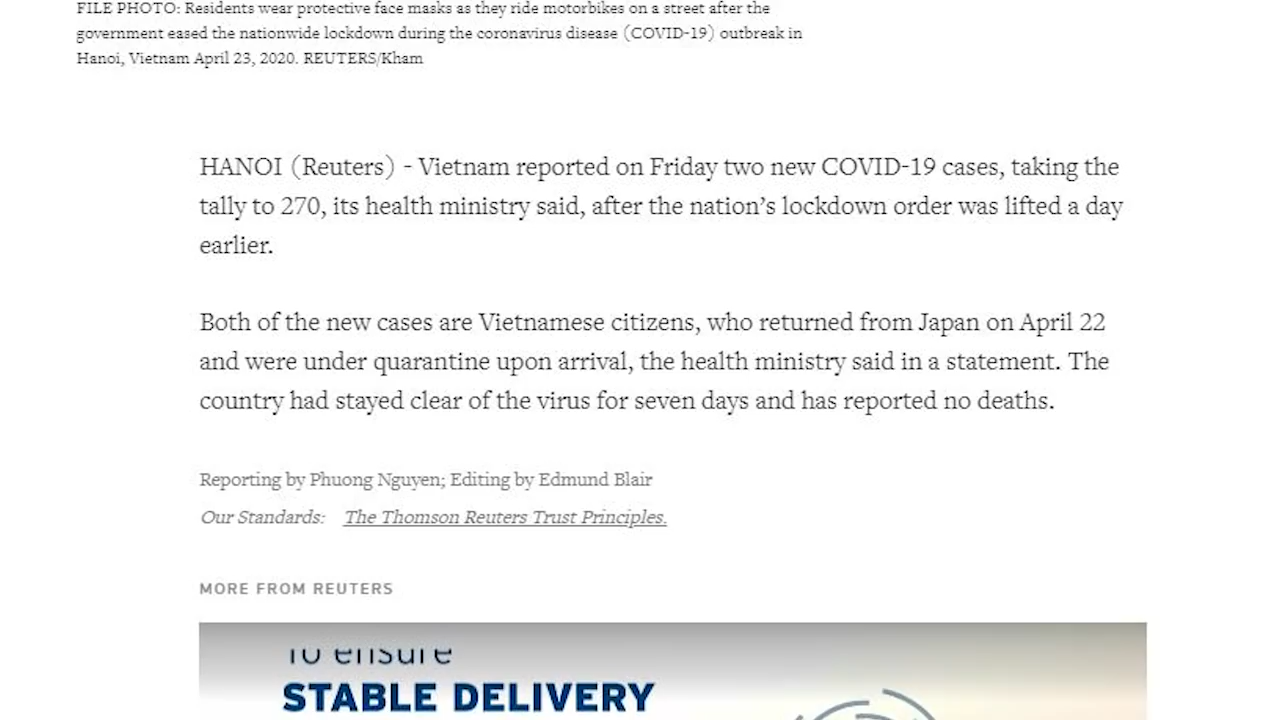 FILE PHOTO: Residents wear protective face masks as they ride motorbikes on a street after the
government eased the nationwide lockdown during the coronavirus disease (COVID-19) outbreak in
Hanoi, Vietnam April 23, 2020. REUTERS/Kham
HANOI (Reuters) - Vietnam reported on Friday two new COVID-19 cases, taking the
tally to 270, its health ministry said, after the nation’s lockdown order was lifted a day
earlier.
Both of the new cases are Vietnamese citizens, who returned from Japan on April 22
and were under quarantine upon arrival, the health ministry said in a statement. The
country had stayed clear of the virus for seven days and has reported no deaths.
Reporting by Phuong Nguyen; Editing by Edmund Blair
Our Standards: The Thomson Reuters Trust Principles.
MORE FROM REUTERS
To ensure
STABLE DELIVERY